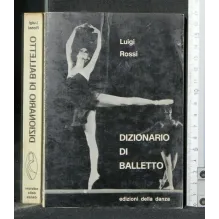 Luigi
Rossi
DIZIONARIO
DI
BALLETTO
edizioni della danza
DIZIONARIO DI BALLETTO